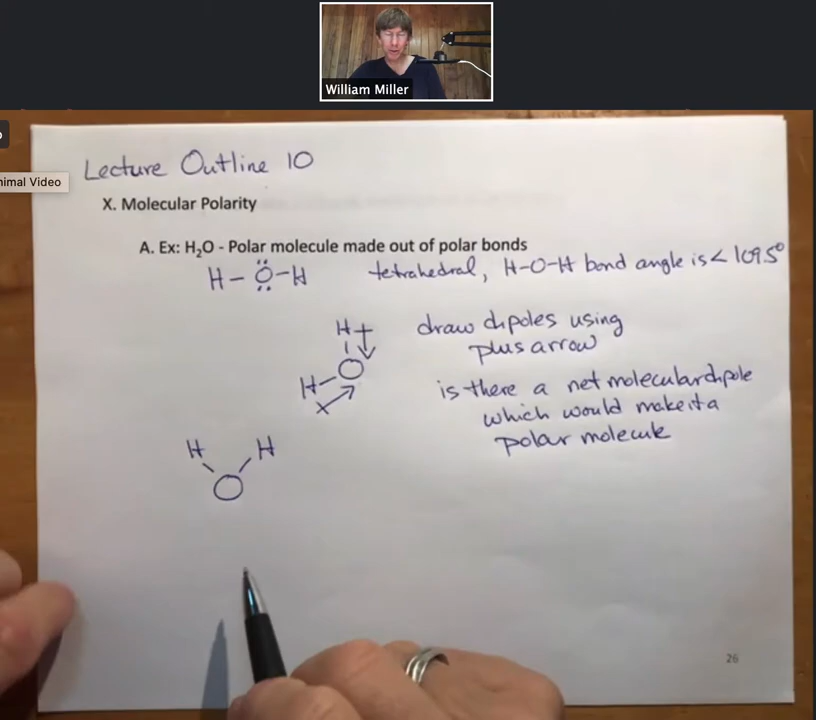 William Miller
nimal Video
Lecture Outline 10
X. Molecular Polarity
A. Ex: H₂O - Polar molecule made out of polar bonds
H-Ö-H tetrahedral, H-O-H bond angle is < 109.5°
H
draw dipoles using
plus arrow
H O
is there a net molecular dipole
which would make it a
polar molecule
H H
O
26